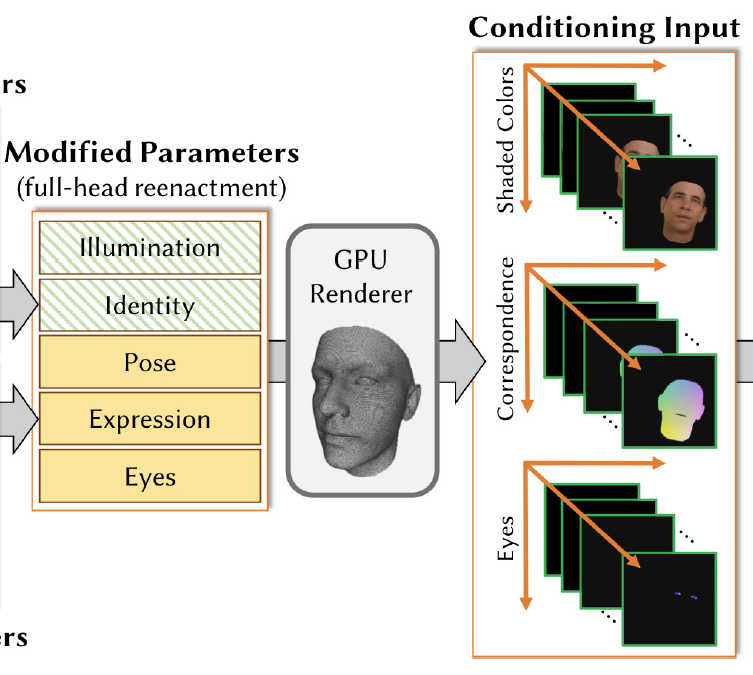 Conditioning Input
rs
Modified Parameters
(full-head reenactment)
Illumination
Identity
Pose
Expression
Eyes
GPU
Renderer
Shaded Colors
Correspondence
Eyes
ers